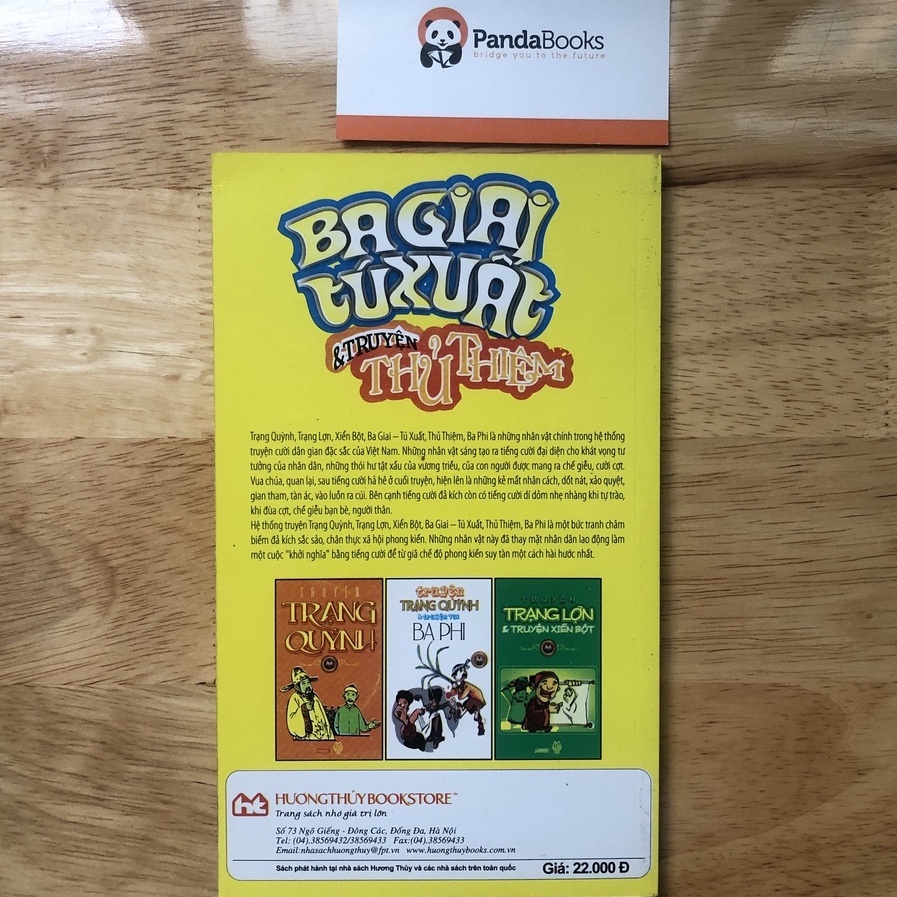 PandaBooks
bridge you to the future
BA GIAI
TÚ XUẤT
& TRUYỆN
THỦ THIỆM
Trạng Quỳnh, Trạng Lợn, Xiển Bột, Ba Giai – Tú Xuất, Thủ Thiệm, Ba Phi là những nhân vật chính trong hệ thống
truyện cười dân gian đặc sắc của Việt Nam. Những nhân vật sáng tạo ra tiếng cười đại diện cho khát vọng tư
tưởng của nhân dân, những thói hư tật xấu của vương triều, của con người được mang ra chế giễu, cười cợt.
Vua chúa, quan lại, sau tiếng cười hả hê ở cuối truyện, hiện lên là những kẻ mất nhân cách, dốt nát, xảo quyệt,
gian tham, tàn ác, vào luồn ra cúi. Bên cạnh tiếng cười đả kích còn có tiếng cười dí dỏm nhẹ nhàng khi tự trào,
khi đùa cợt, chế giễu bạn bè, người thân.
Hệ thống truyện Trạng Quỳnh, Trạng Lợn, Xiển Bột, Ba Giai – Tú Xuất, Thủ Thiệm, Ba Phi là một bức tranh châm
biếm đả kích sắc sảo, chân thực xã hội phong kiến. Những nhân vật này đã thay mặt nhân dân lao động làm
một cuộc "khởi nghĩa" bằng tiếng cười để từ giã chế độ phong kiến suy tàn một cách hài hước nhất.
TRUYỆN
TRẠNG
QUỲNH
truyện
TRẠNG QUỲNH
BA PHI
TRUYỆN
TRẠNG LỢN
& TRUYỆN XIỂN BỘT
ht HUONGTHỦYBOOKSTORE™
Trang sách nhỏ giá trị lớn
Số 73 Ngõ Giếng - Đông Các, Đống Đa, Hà Nội
Tel: (04).38569432/38569433 Fax:(04).38569433
Email:nhasachhuongthuy@fpt.vn www.huongthuybooks.com.vn
Sách phát hành tại nhà sách Hương Thủy và các nhà sách trên toàn quốc
Giá: 22.000 Đ